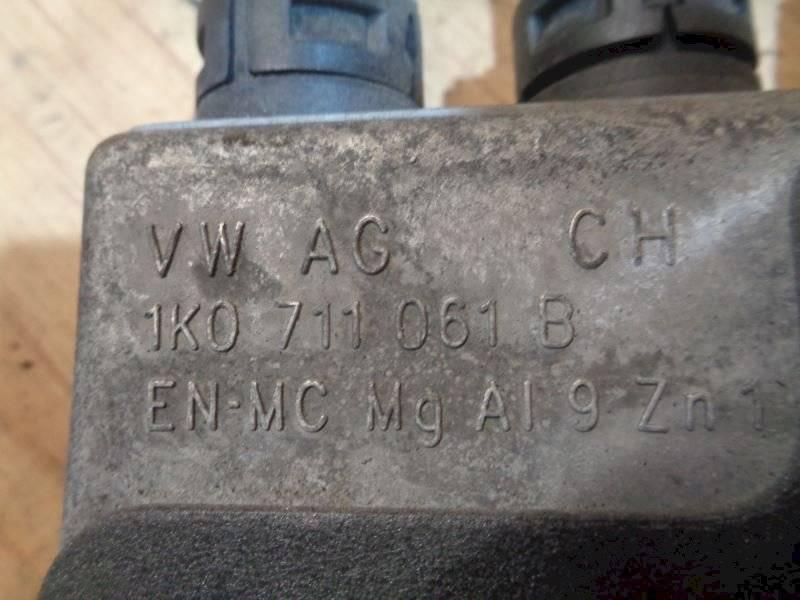 VW AG CH
1K0 711 061 B
EN-MC Mg Al 9 Zn 1